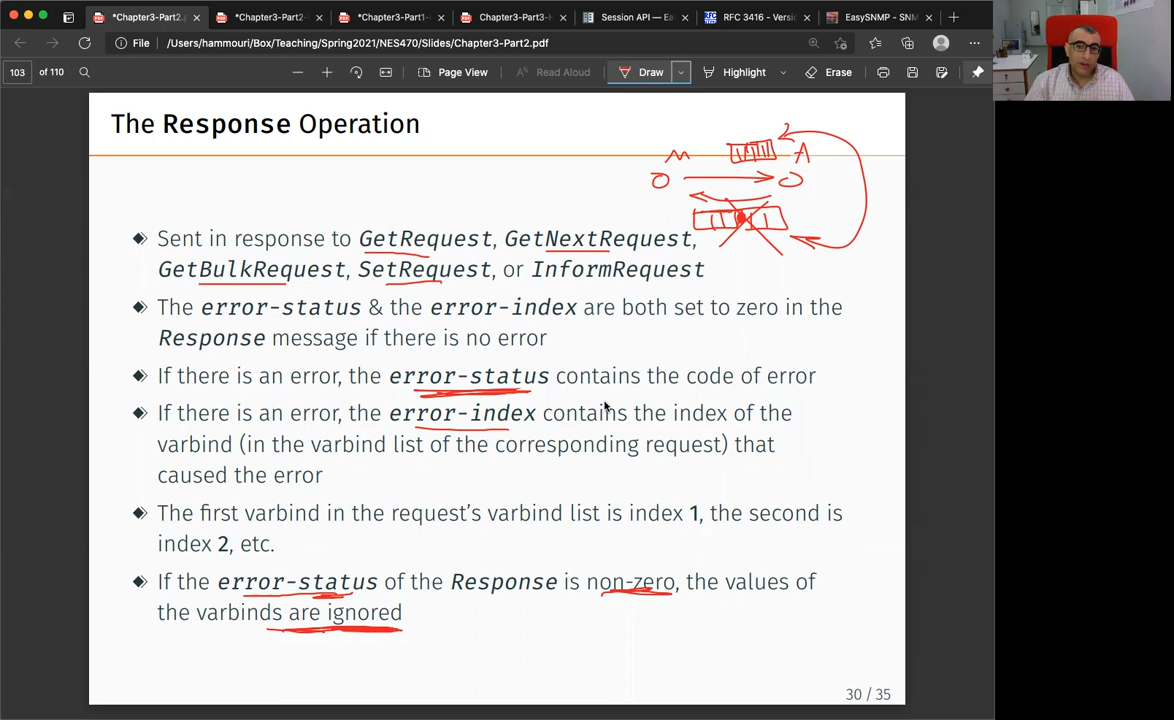 *Chapter3-Part2.
*Chapter3-Part2-
*Chapter3-Part1-
Chapter3-Part3-
Session API — Ea
RFC 3416 - Versio
EasySNMP - SNM
File /Users/hammouri/Box/Teaching/Spring2021/NES470/Slides/Chapter3-Part2.pdf
103 of 110 Page View Read Aloud Draw Highlight Erase
The Response Operation
M A
Sent in response to GetRequest, GetNextRequest,
GetBulkRequest, SetRequest, or InformRequest
The error-status & the error-index are both set to zero in the
Response message if there is no error
If there is an error, the error-status contains the code of error
If there is an error, the error-index contains the index of the
varbind (in the varbind list of the corresponding request) that
caused the error
The first varbind in the request’s varbind list is index 1, the second is
index 2, etc.
If the error-status of the Response is non-zero, the values of
the varbinds are ignored
30 / 35